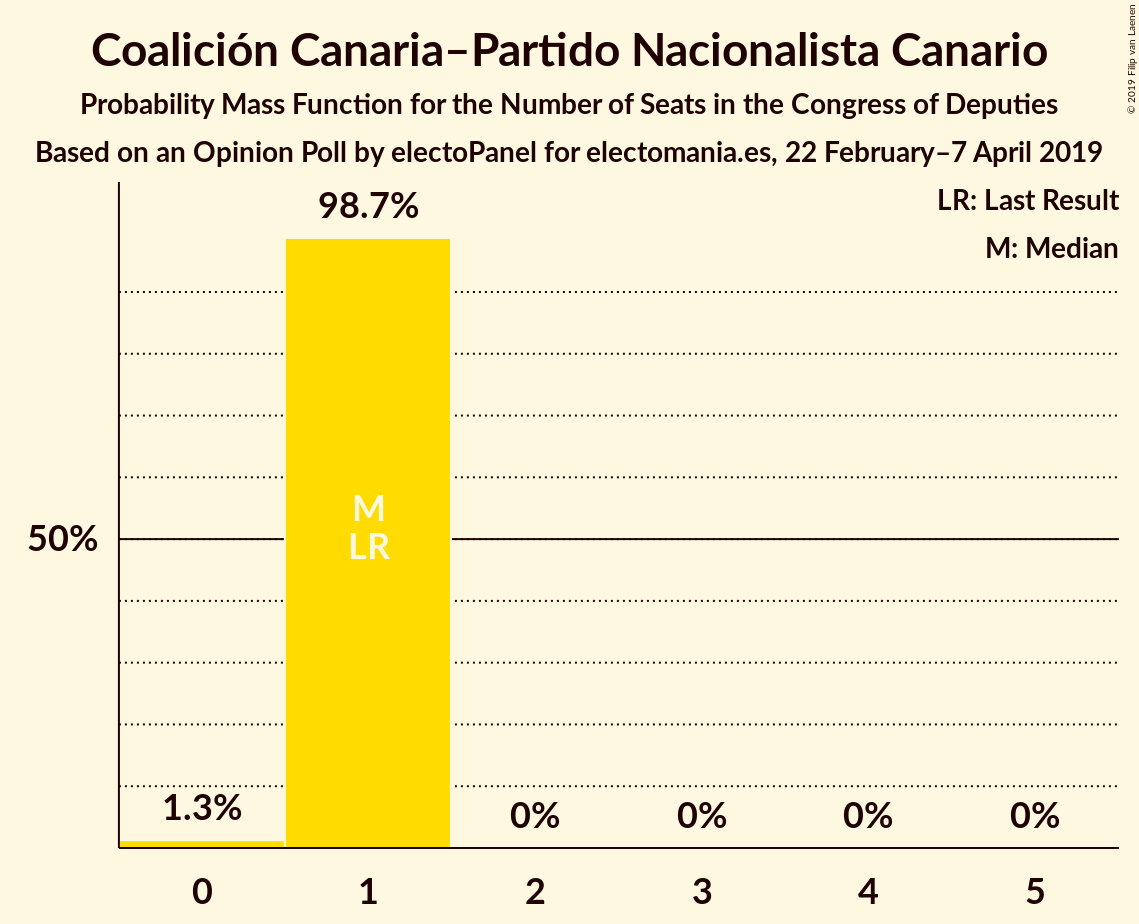 Coalición Canaria–Partido Nacionalista Canario
Probability Mass Function for the Number of Seats in the Congress of Deputies
Based on an Opinion Poll by electoPanel for electomania.es, 22 February–7 April 2019
© 2019 Filip van Laenen
LR: Last Result
M: Median
98.7%
M
LR
50%
1.3%
0%
0%
0%
0%
0
1
2
3
4
5